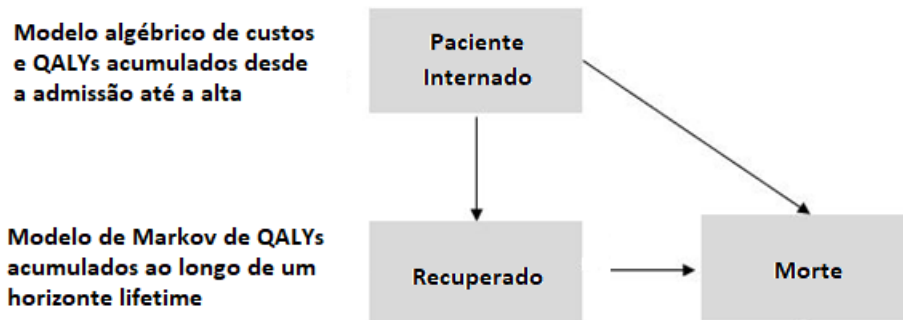 Modelo algébrico de custos
e QALYs acumulados desde
a admissão até a alta
Paciente
Internado
Modelo de Markov de QALYs
acumulados ao longo de um
horizonte lifetime
Recuperado
Morte